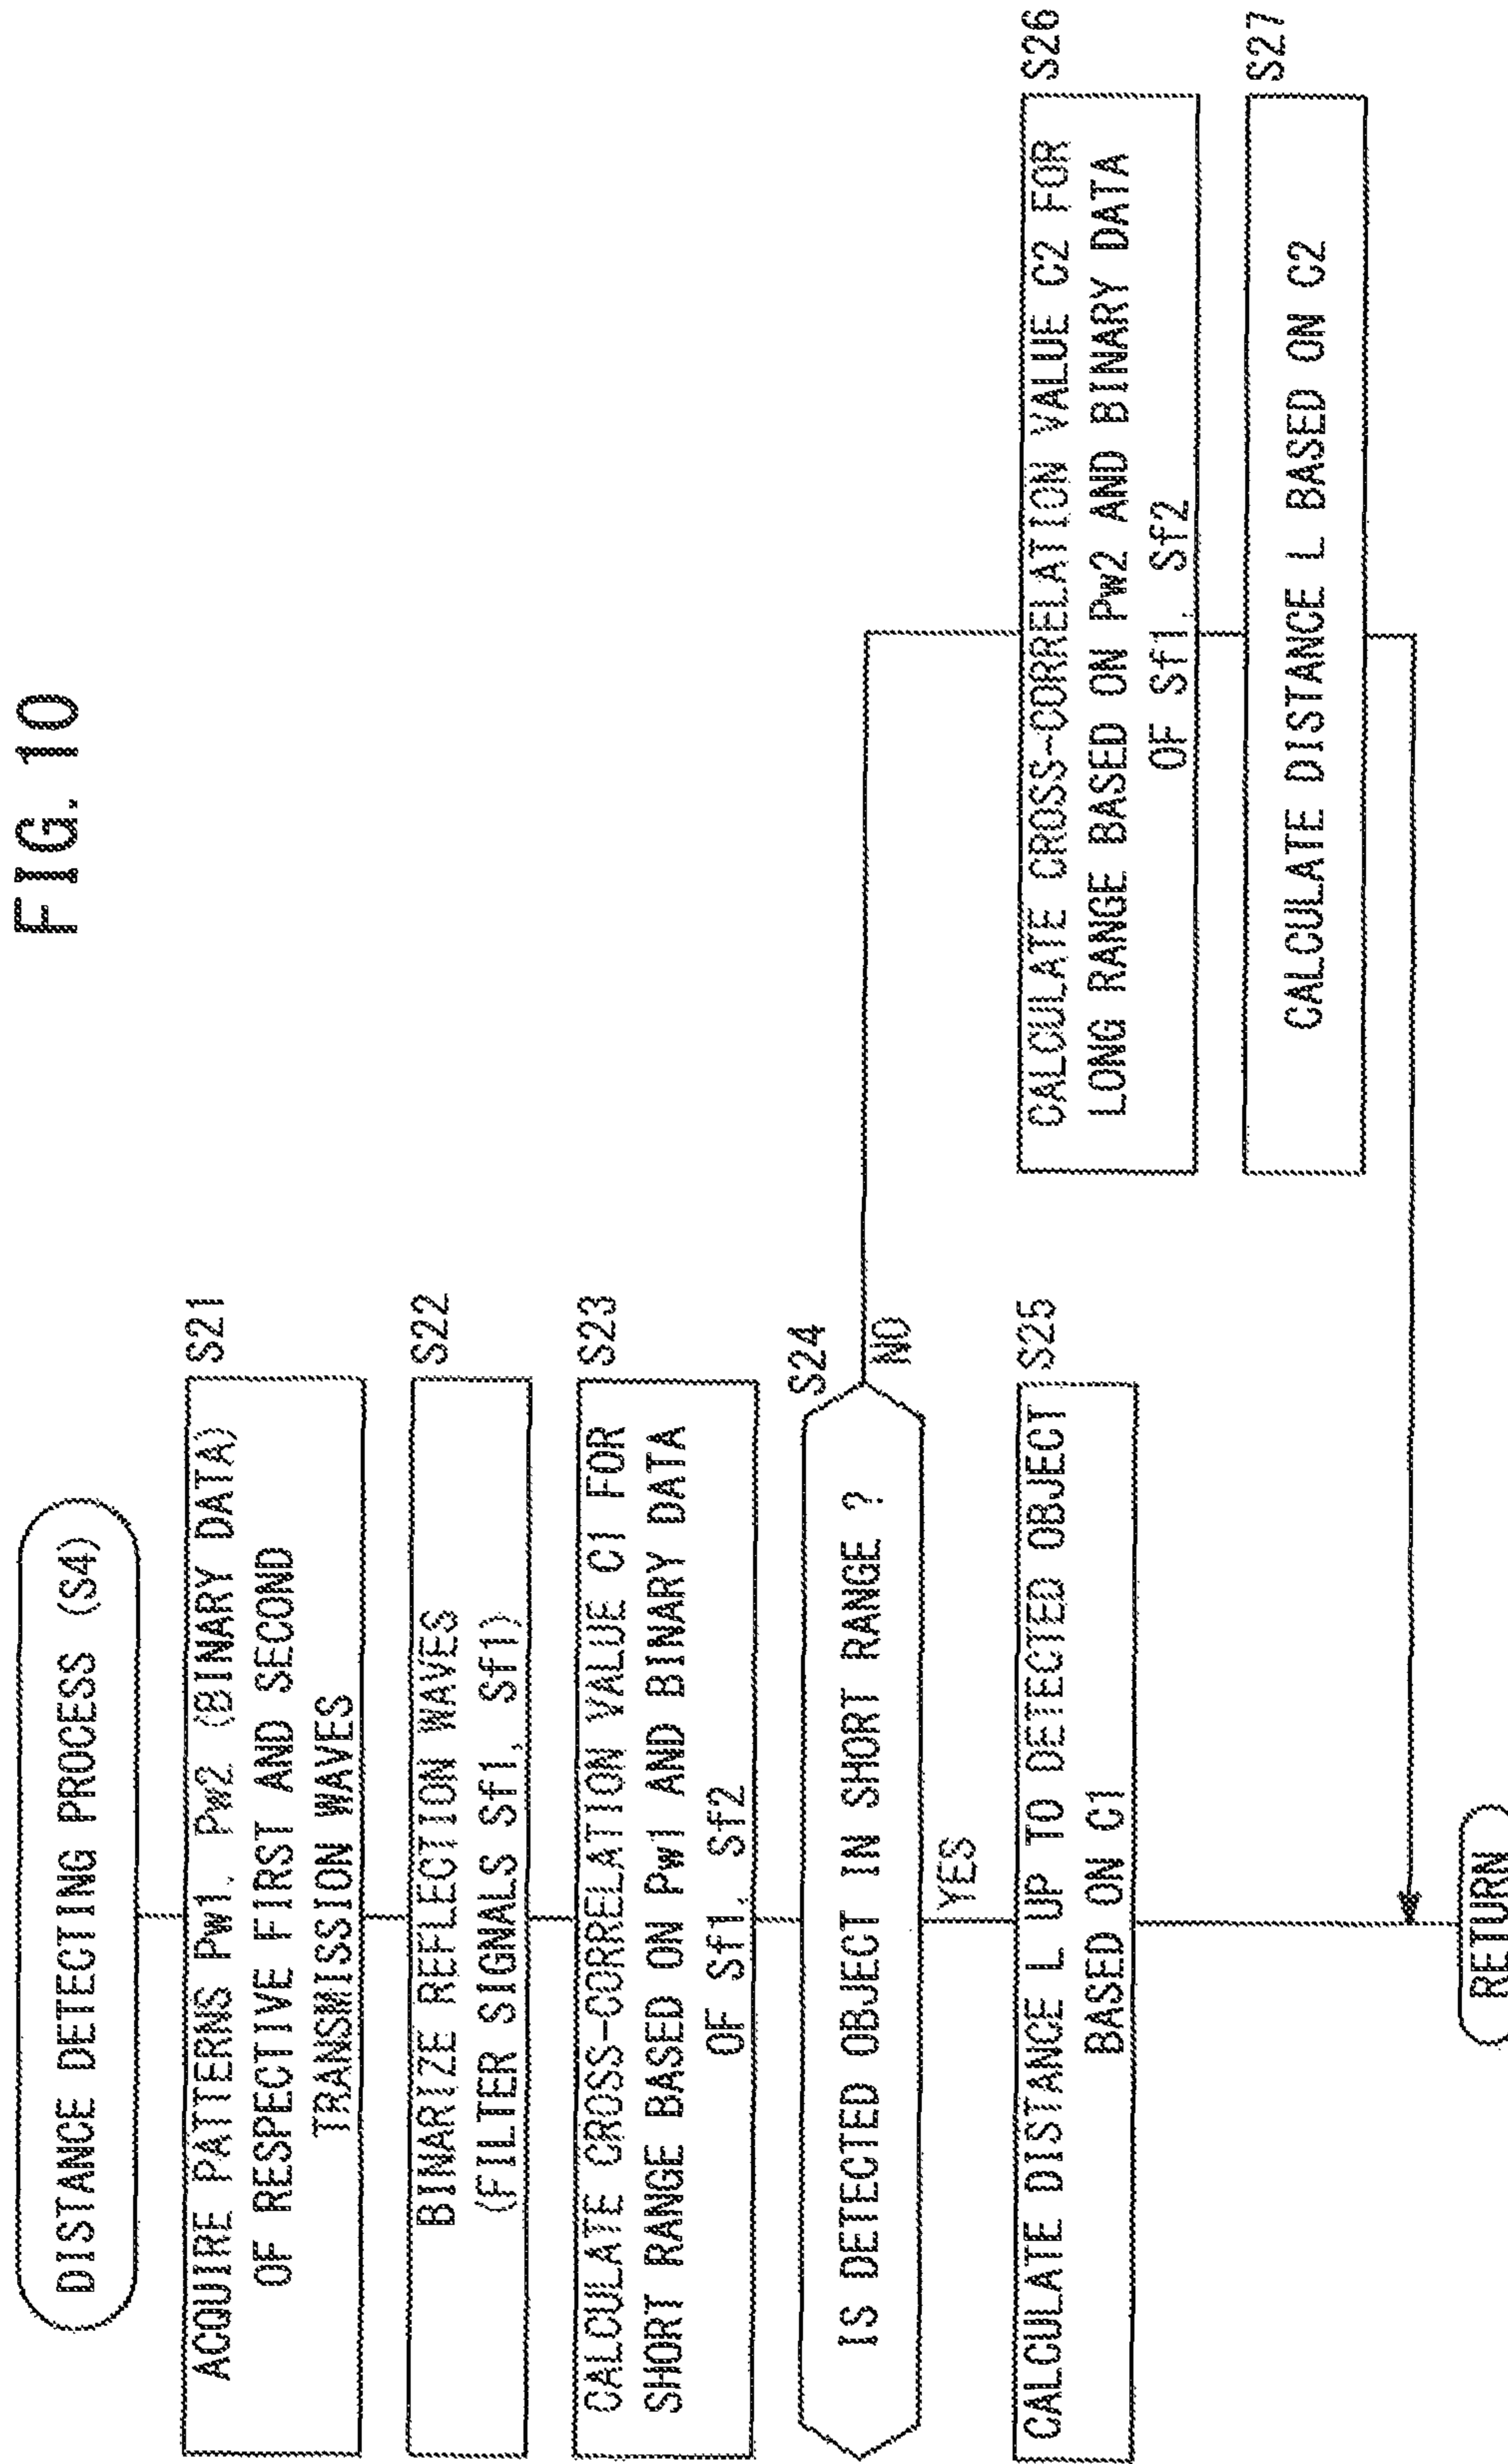 FIG. 10
DISTANCE DETECTING PROCESS (S4)
S21
ACQUIRE PATTERNS Pw1, Pw2 (BINARY DATA)
OF RESPECTIVE FIRST AND SECOND
TRANSMISSION WAVES
S22
BINARIZE REFLECTION WAVES
(FILTER SIGNALS Sf1, Sf1)
S23
CALCULATE CROSS-CORRELATION VALUE C1 FOR
SHORT RANGE BASED ON Pw1 AND BINARY DATA
OF Sf1, Sf2
S24
IS DETECTED OBJECT IN SHORT RANGE ?
NO
YES
S25
CALCULATE DISTANCE L UP TO DETECTED OBJECT
BASED ON C1
S26
CALCULATE CROSS-CORRELATION VALUE C2 FOR
LONG RANGE BASED ON Pw2 AND BINARY DATA
OF Sf1, Sf2
S27
CALCULATE DISTANCE L BASED ON C2
RETURN